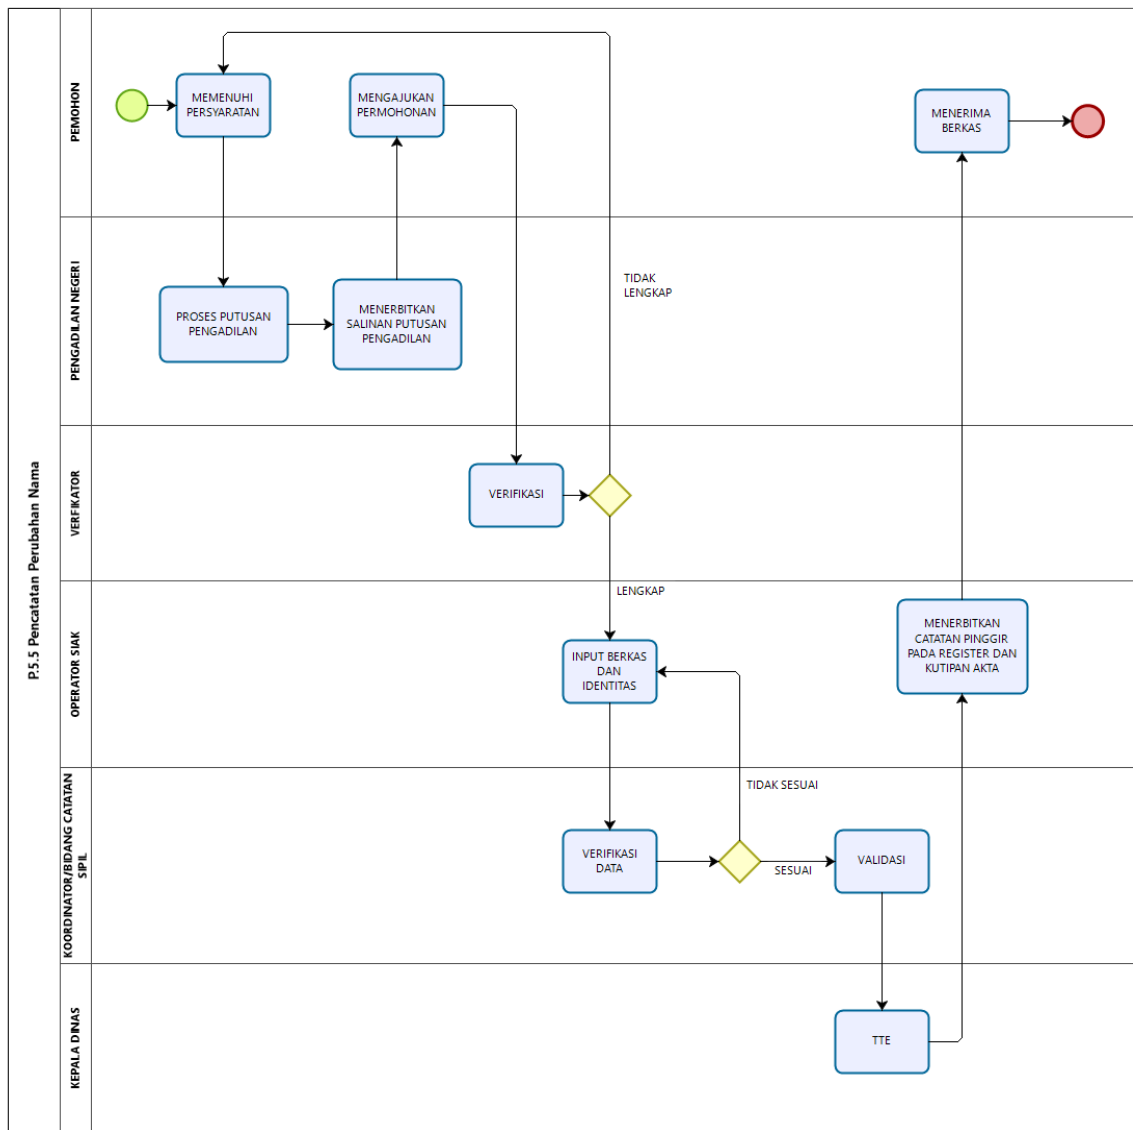 P.5.5 Pencatatan Perubahan Nama
PEMOHON
MEMENUHI
PERSYARATAN
MENGAJUKAN
PERMOHONAN
MENERIMA
BERKAS
PENGADILAN NEGERI
PROSES PUTUSAN
PENGADILAN
MENERBITKAN
SALINAN PUTUSAN
PENGADILAN
TIDAK
LENGKAP
VERFIKATOR
VERIFIKASI
LENGKAP
OPERATOR SIAK
INPUT BERKAS
DAN
IDENTITAS
MENERBITKAN
CATATAN PINGGIR
PADA REGISTER DAN
KUTIPAN AKTA
KOORDINATOR/BIDANG CATATAN
SIPIL
VERIFIKASI
DATA
TIDAK SESUAI
SESUAI
VALIDASI
KEPALA DINAS
TTE